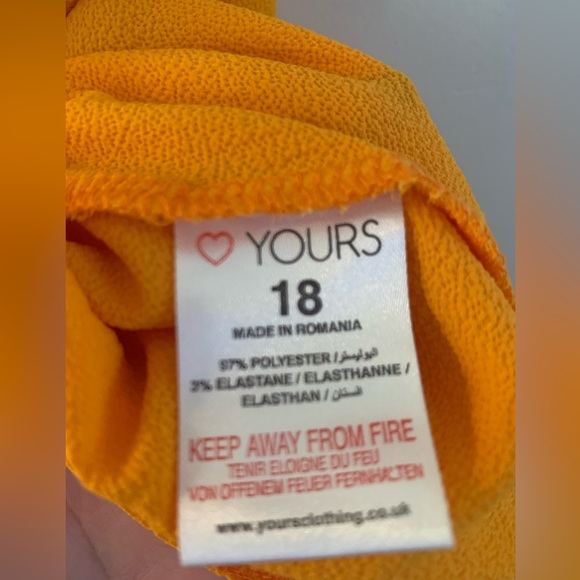 YOURS
18
MADE IN ROMANIA
97% POLYESTER / البوليستر
3% ELASTANE / ELASTHANNE /
ELASTHAN / الستان
KEEP AWAY FROM FIRE
TENIR ELOIGNE DU FEU
VON OFFENEM FEUER FERNHALTEN
www.yoursclothing.co.uk